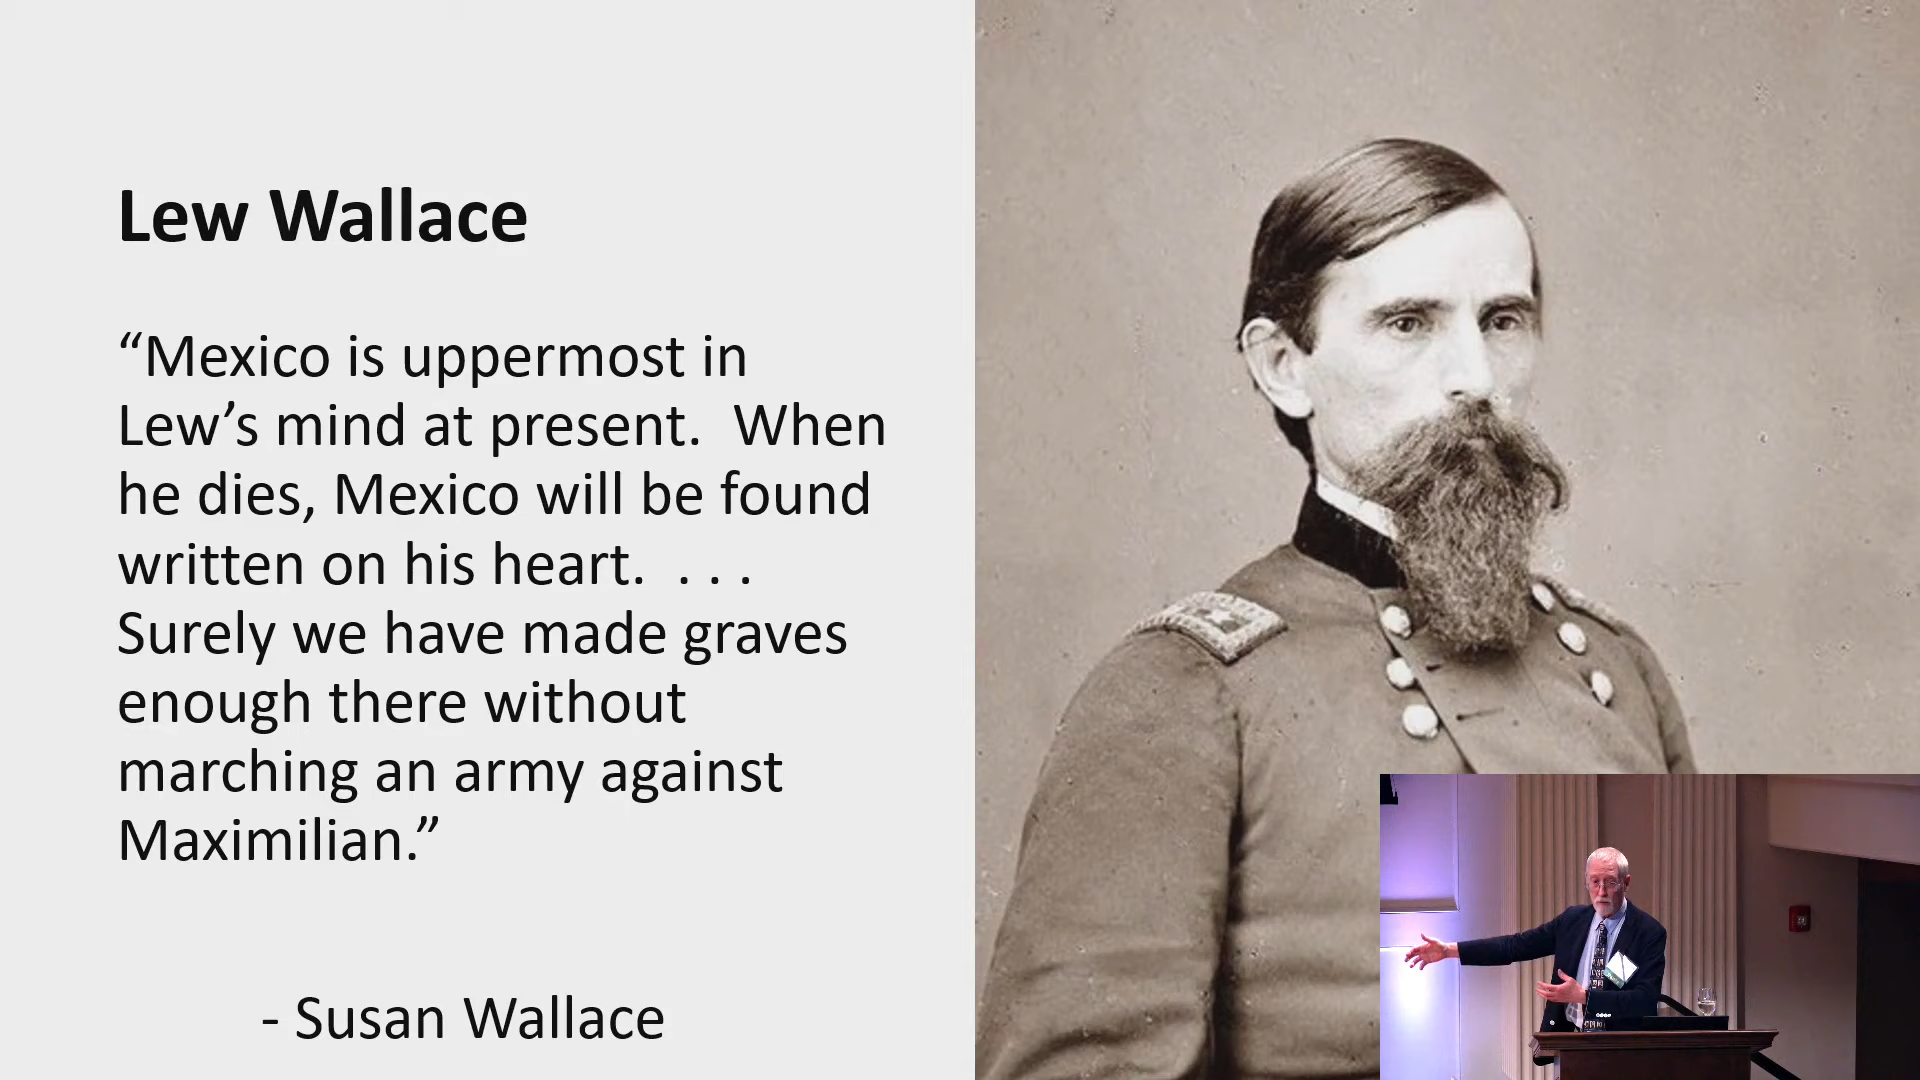 Lew Wallace
“Mexico is uppermost in
Lew’s mind at present.  When
he dies, Mexico will be found
written on his heart.  . . .
Surely we have made graves
enough there without
marching an army against
Maximilian.”
- Susan Wallace